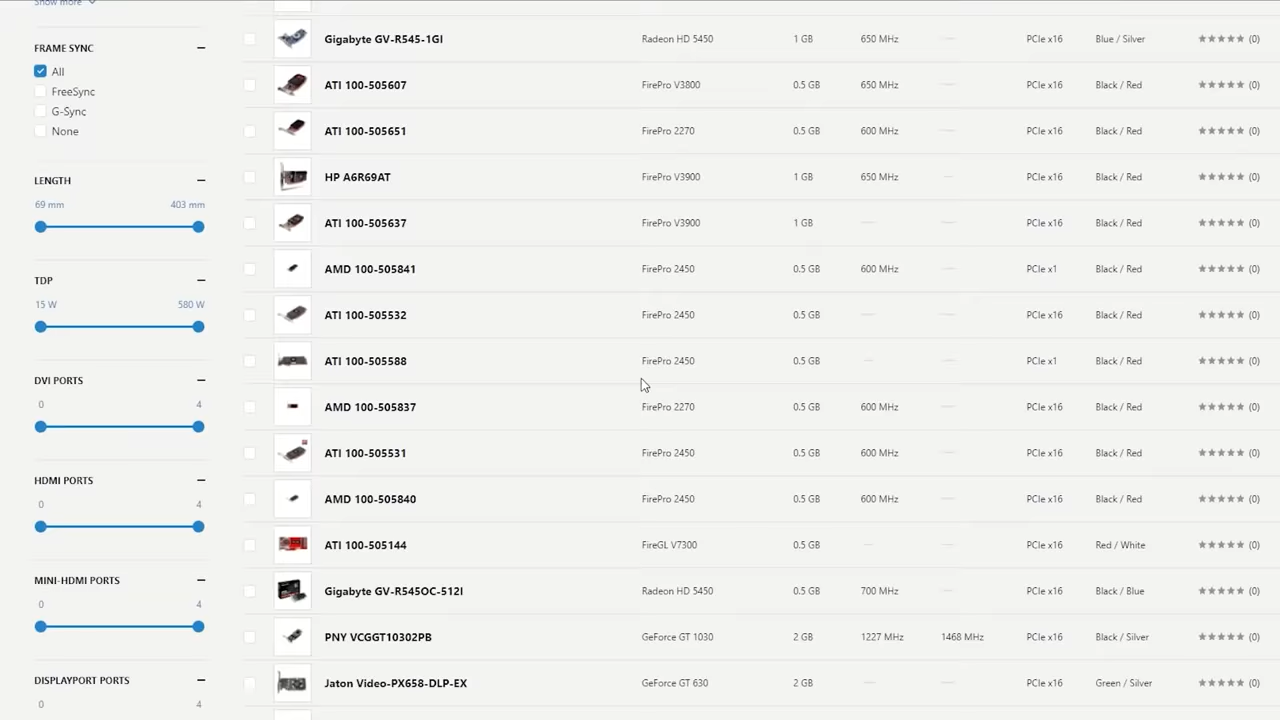 Show more
FRAME SYNC
All
FreeSync
G-Sync
None
LENGTH
69 mm 403 mm
TDP
15 W 580 W
DVI PORTS
0 4
HDMI PORTS
0 4
MINI-HDMI PORTS
0 4
DISPLAYPORT PORTS
0 4
Gigabyte GV-R545-1GI Radeon HD 5450 1 GB 650 MHz — PCIe x16 Blue / Silver (0)
ATI 100-505607 FirePro V3800 0.5 GB 650 MHz — PCIe x16 Black / Red (0)
ATI 100-505651 FirePro 2270 0.5 GB 600 MHz — PCIe x16 Black / Red (0)
HP A6R69AT FirePro V3900 1 GB 650 MHz — PCIe x16 Black / Red (0)
ATI 100-505637 FirePro V3900 1 GB — — PCIe x16 Black / Red (0)
AMD 100-505841 FirePro 2450 0.5 GB 600 MHz — PCIe x1 Black / Red (0)
ATI 100-505532 FirePro 2450 0.5 GB — — PCIe x16 Black / Red (0)
ATI 100-505588 FirePro 2450 0.5 GB — — PCIe x1 Black / Red (0)
AMD 100-505837 FirePro 2270 0.5 GB 600 MHz — PCIe x16 Black / Red (0)
ATI 100-505531 FirePro 2450 0.5 GB 600 MHz — PCIe x16 Black / Red (0)
AMD 100-505840 FirePro 2450 0.5 GB 600 MHz — PCIe x16 Black / Red (0)
ATI 100-505144 FireGL V7300 0.5 GB — — PCIe x16 Red / White (0)
Gigabyte GV-R545OC-512I Radeon HD 5450 0.5 GB 700 MHz — PCIe x16 Black / Blue (0)
PNY VCGGT10302PB GeForce GT 1030 2 GB 1227 MHz 1468 MHz PCIe x16 Black / Silver (0)
Jaton Video-PX658-DLP-EX GeForce GT 630 2 GB — — PCIe x16 Green / Silver (0)